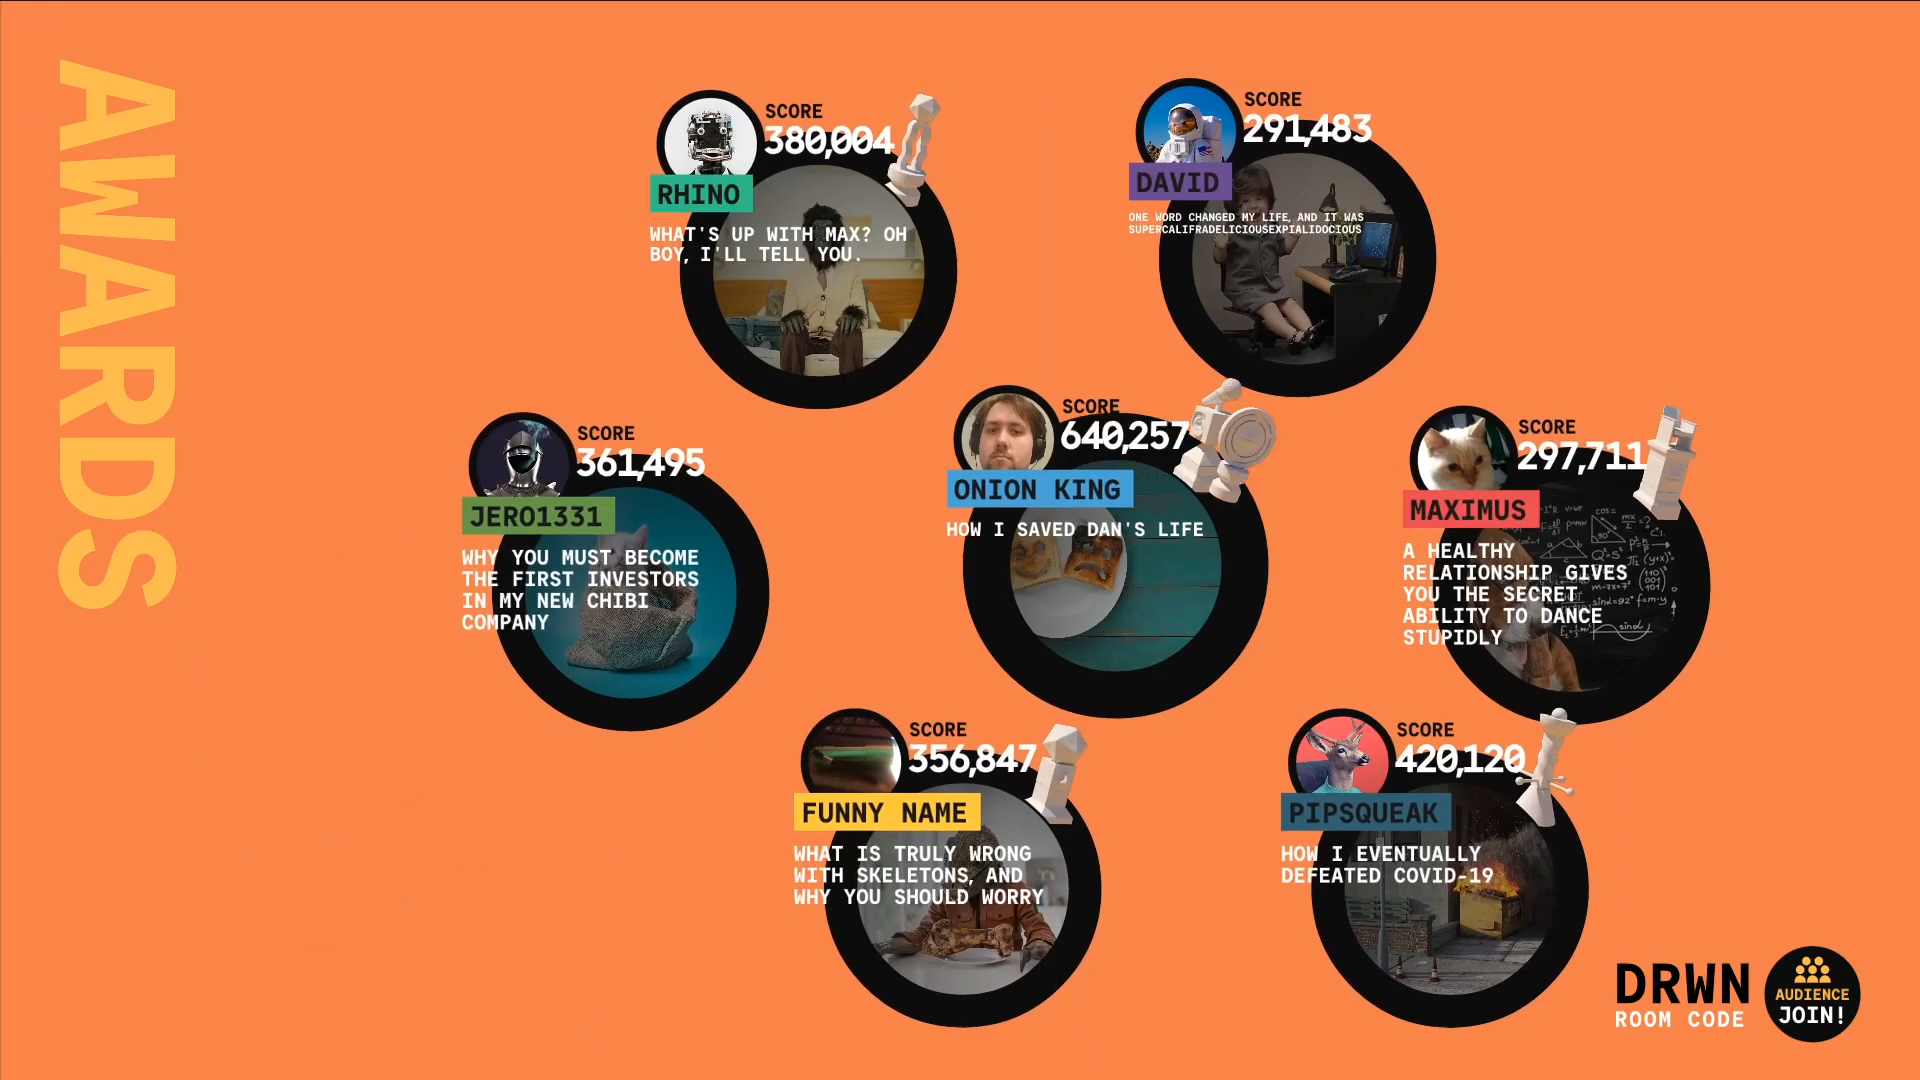 AWARDS
SCORE
380,004
RHINO
WHAT'S UP WITH MAX? OH
BOY, I'LL TELL YOU.
SCORE
291,483
DAVID
ONE WORD CHANGED MY LIFE, AND IT WAS
SUPERCALIFRADELICIOUSEXPIALIDOCIOUS
SCORE
361,495
JERO1331
WHY YOU MUST BECOME
THE FIRST INVESTORS
IN MY NEW CHIBI
COMPANY
SCORE
640,257
ONION KING
HOW I SAVED DAN'S LIFE
SCORE
297,711
MAXIMUS
A HEALTHY
RELATIONSHIP GIVES
YOU THE SECRET
ABILITY TO DANCE
STUPIDLY
SCORE
356,847
FUNNY NAME
WHAT IS TRULY WRONG
WITH SKELETONS, AND
WHY YOU SHOULD WORRY
SCORE
420,120
PIPSQUEAK
HOW I EVENTUALLY
DEFEATED COVID-19
DRWN
ROOM CODE
AUDIENCE
JOIN!